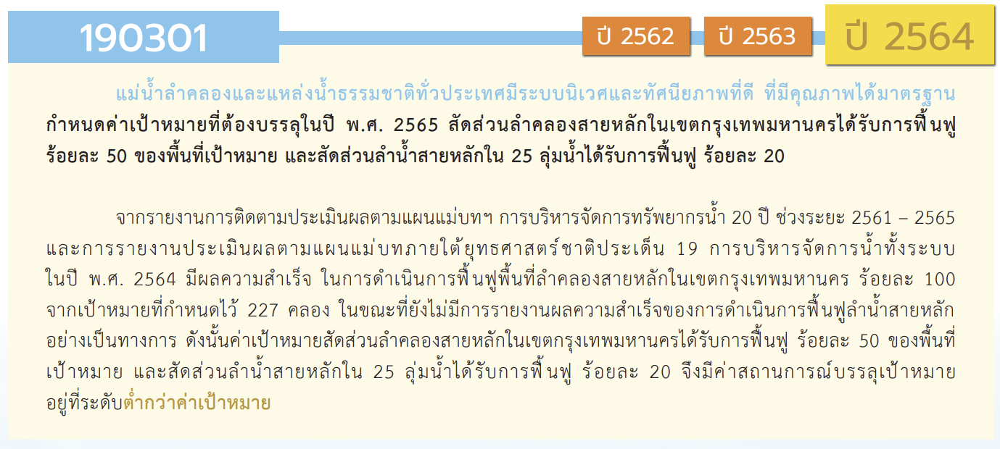 190301
ปี 2562
ปี 2563
ปี 2564
แม่น้ำลำคลองและแหล่งน้ำธรรมชาติทั่วประเทศมีระบบนิเวศและทัศนียภาพที่ดี ที่มีคุณภาพได้มาตรฐาน
กำหนดค่าเป้าหมายที่ต้องบรรลุในปี พ.ศ. 2565 สัดส่วนลำคลองสายหลักในเขตกรุงเทพมหานครได้รับการฟื้นฟู
ร้อยละ 50 ของพื้นที่เป้าหมาย และสัดส่วนลำน้ำสายหลักใน 25 ลุ่มน้ำได้รับการฟื้นฟู ร้อยละ 20
จากรายงานการติดตามประเมินผลตามแผนแม่บทฯ การบริหารจัดการทรัพยากรน้ำ 20 ปี ช่วงระยะ 2561 – 2565
และการรายงานประเมินผลตามแผนแม่บทภายใต้ยุทธศาสตร์ชาติประเด็น 19 การบริหารจัดการน้ำทั้งระบบ
ในปี พ.ศ. 2564 มีผลความสำเร็จ ในการดำเนินการฟื้นฟูพื้นที่ลำคลองสายหลักในเขตกรุงเทพมหานคร ร้อยละ 100
จากเป้าหมายที่กำหนดไว้ 227 คลอง ในขณะที่ยังไม่มีการรายงานผลความสำเร็จของการดำเนินการฟื้นฟูลำน้ำสายหลัก
อย่างเป็นทางการ ดังนั้นค่าเป้าหมายสัดส่วนลำคลองสายหลักในเขตกรุงเทพมหานครได้รับการฟื้นฟู ร้อยละ 50 ของพื้นที่
เป้าหมาย และสัดส่วนลำน้ำสายหลักใน 25 ลุ่มน้ำได้รับการฟื้นฟู ร้อยละ 20 จึงมีค่าสถานการณ์บรรลุเป้าหมาย
อยู่ที่ระดับต่ำกว่าค่าเป้าหมาย